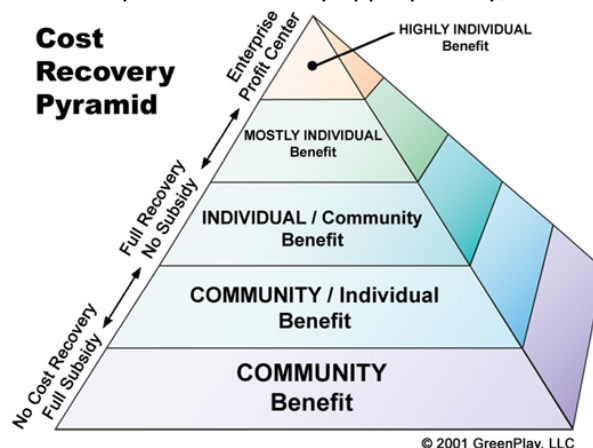 Cost
Recovery
Pyramid
Enterprise
Profit Center
HIGHLY INDIVIDUAL
Benefit
MOSTLY INDIVIDUAL
Benefit
Full Recovery
No Subsidy
INDIVIDUAL / Community
Benefit
COMMUNITY / Individual
Benefit
No Cost Recovery
Full Subsidy
COMMUNITY
Benefit
© 2001 GreenPlay, LLC